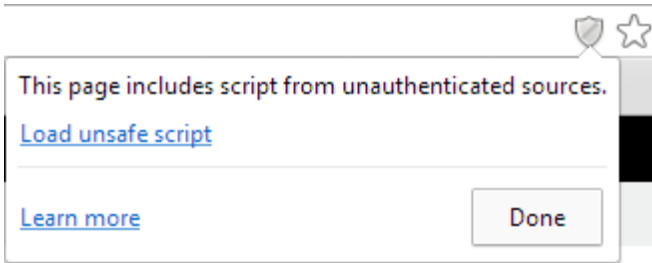 This page includes script from unauthenticated sources.
Load unsafe script
Learn more
Done